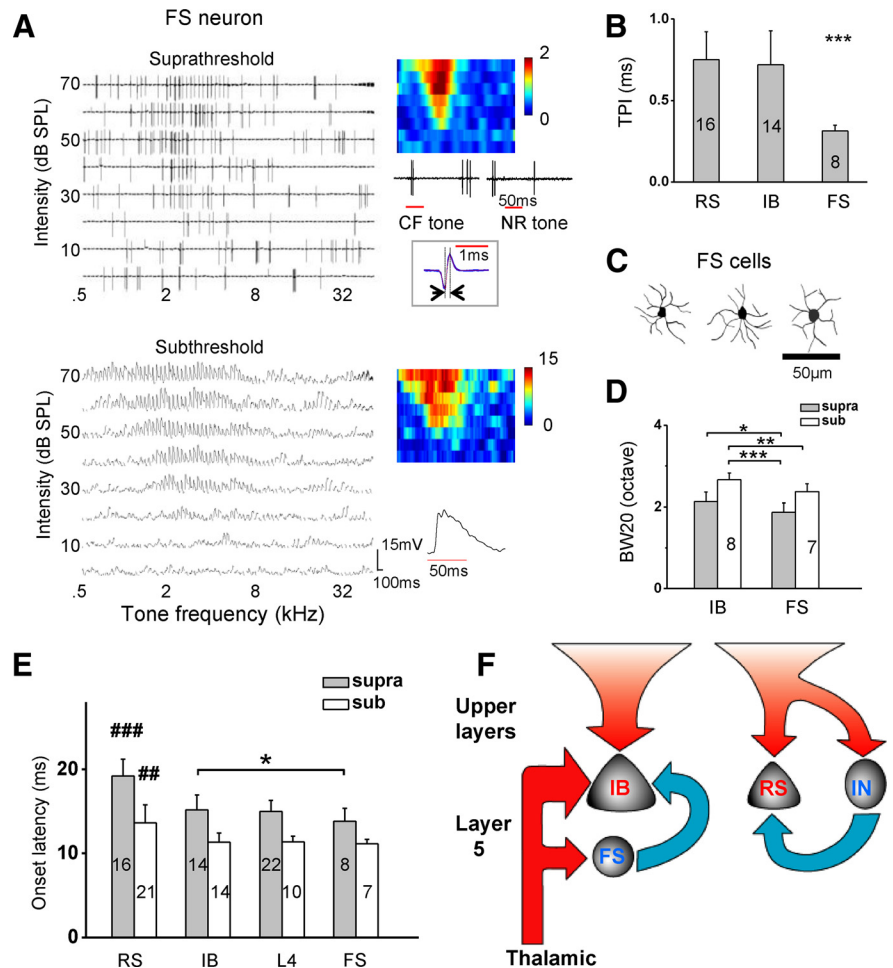 A
FS neuron
Suprathreshold
Intensity (dB SPL)
70
50
30
10
.5 2 8 32
2
0
50ms
CF tone NR tone
1ms
Subthreshold
Intensity (dB SPL)
70
50
30
10
.5 2 8 32
Tone frequency (kHz)
15
0
15mV
100ms
50ms
B
TPI (ms)
1.0
0.5
0.0
***
16 14 8
RS IB FS
C
FS cells
50µm
D
supra
sub
BW20 (octave)
4
2
0
*
**
***
8 7
IB FS
E
supra
sub
Onset latency (ms)
20
10
0
###
##
*
16 21 14 14 22 10 8 7
RS IB L4 FS
F
Upper
layers
Layer
5
IB
FS
RS
IN
Thalamic